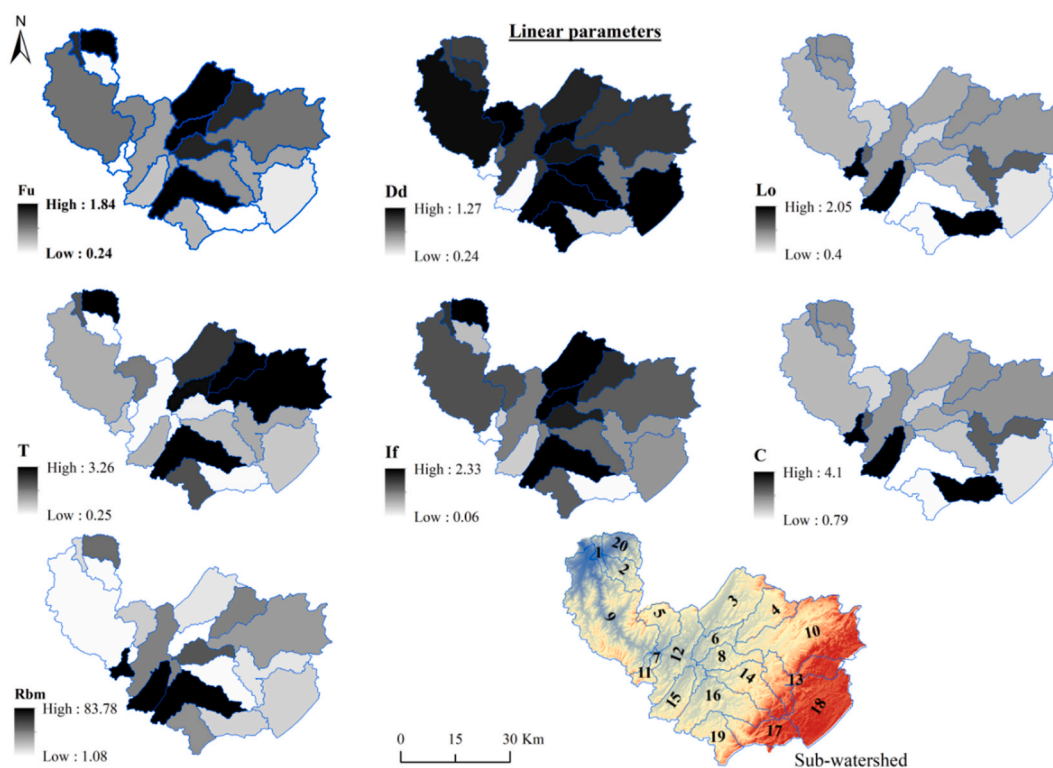 N
Linear parameters
Fu
High : 1.84
Low : 0.24
Dd
High : 1.27
Low : 0.24
Lo
High : 2.05
Low : 0.4
T
High : 3.26
Low : 0.25
If
High : 2.33
Low : 0.06
C
High : 4.1
Low : 0.79
Rbm
High : 83.78
Low : 1.08
1
20
2
9
5
3
4
10
6
7
12
8
11
14
13
15
16
18
19
17
0 15 30 Km
Sub-watershed